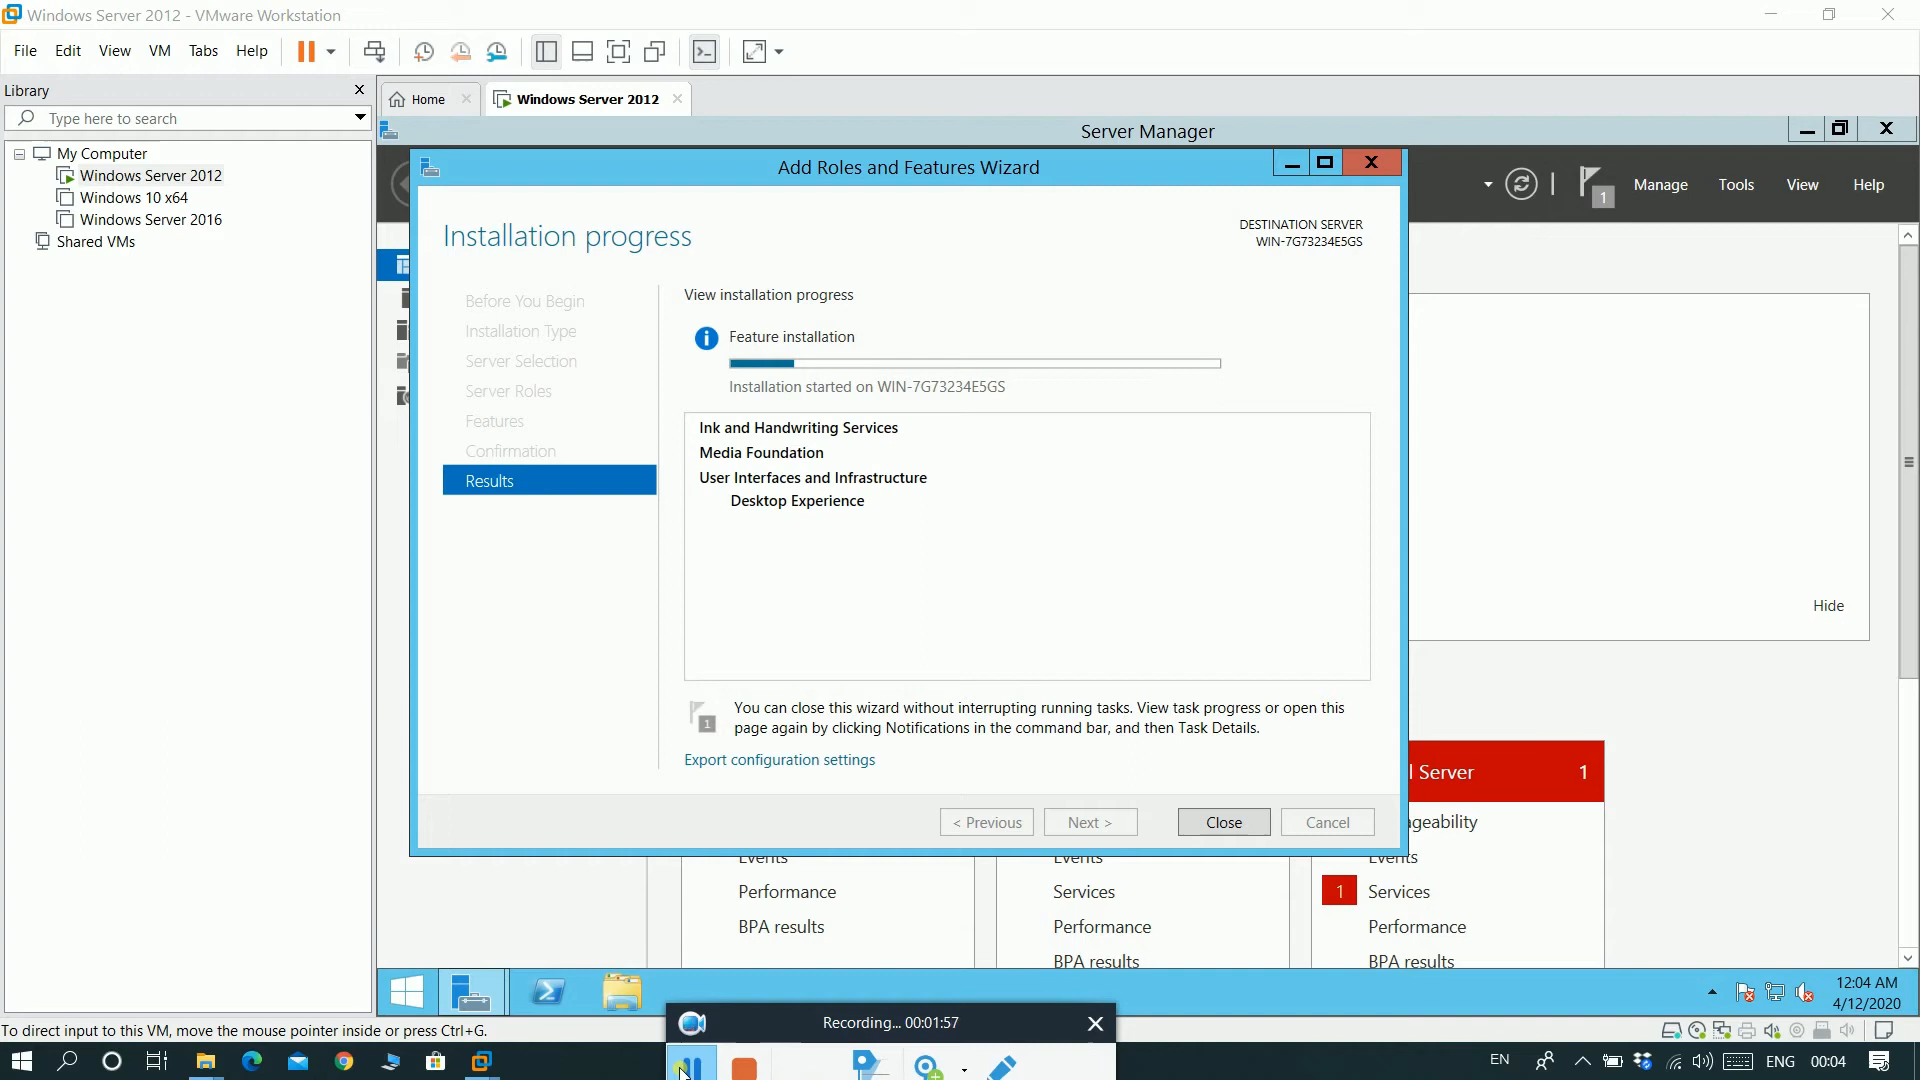 Windows Server 2012 - VMware Workstation
File Edit View VM Tabs Help
Library
Type here to search
My Computer
Windows Server 2012
Windows 10 x64
Windows Server 2016
Shared VMs
Home
Windows Server 2012
Server Manager
1
Manage Tools View Help
Add Roles and Features Wizard
Installation progress
DESTINATION SERVER
WIN-7G73234E5GS
Before You Begin
Installation Type
Server Selection
Server Roles
Features
Confirmation
Results
View installation progress
Feature installation
Installation started on WIN-7G73234E5GS
Ink and Handwriting Services
Media Foundation
User Interfaces and Infrastructure
Desktop Experience
1
You can close this wizard without interrupting running tasks. View task progress or open this
page again by clicking Notifications in the command bar, and then Task Details.
Export configuration settings
< Previous Next > Close Cancel
Hide
l Server 1
ageability
Events Events Events
Performance Services 1 Services
BPA results Performance Performance
BPA results BPA results
12:04 AM
4/12/2020
Recording... 00:01:57
To direct input to this VM, move the mouse pointer inside or press Ctrl+G.
EN ENG 00:04